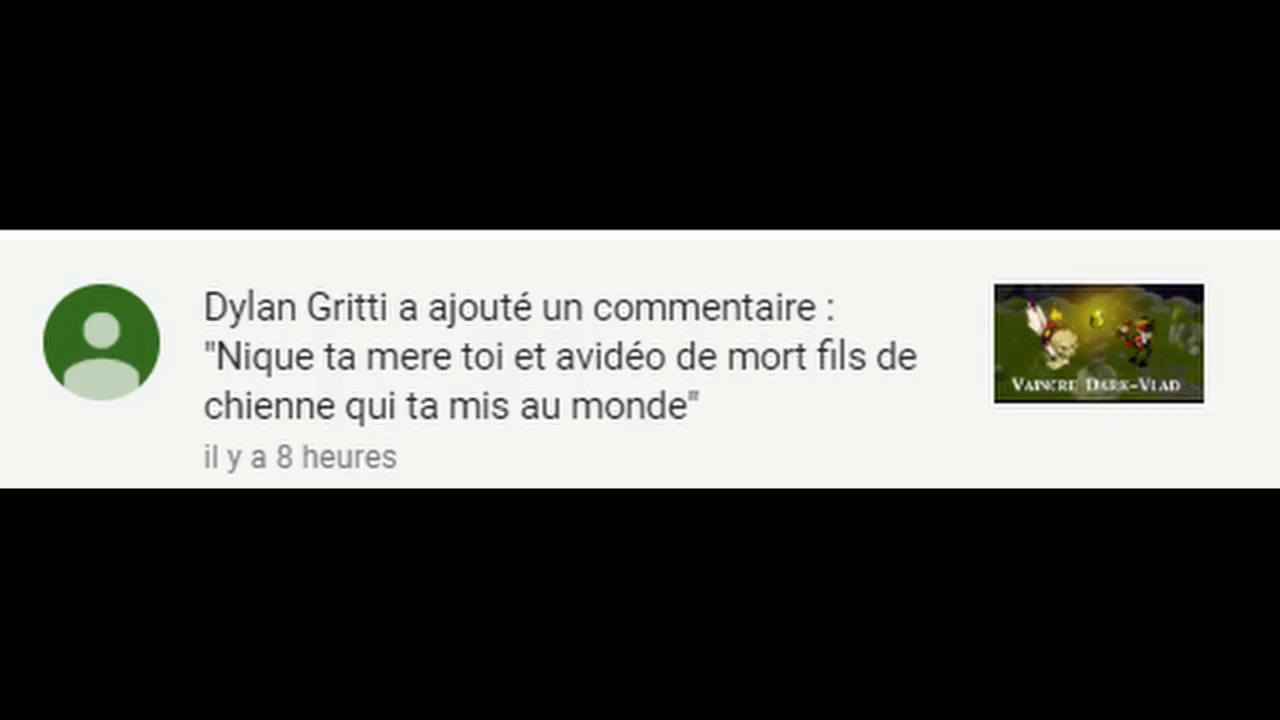 Dylan Gritti a ajouté un commentaire :
"Nique ta mere toi et avidéo de mort fils de
chienne qui ta mis au monde"
il y a 8 heures
VAINCRE DARK-VLAD